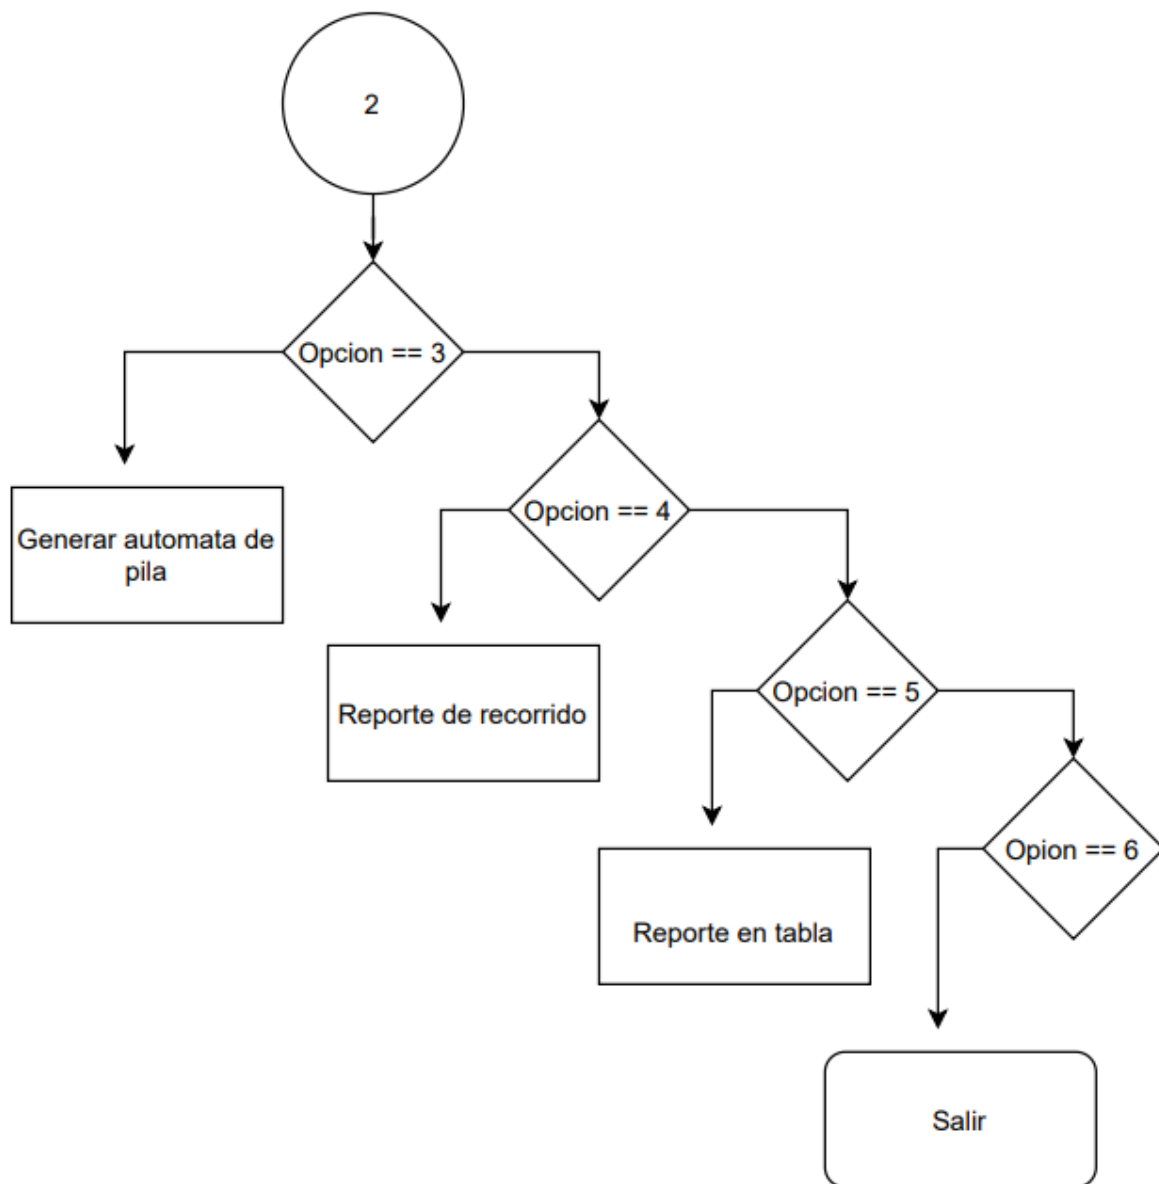 2
Opcion == 3
Opcion == 4
Generar automata de
pila
Opcion == 5
Reporte de recorrido
Opion == 6
Reporte en tabla
Salir